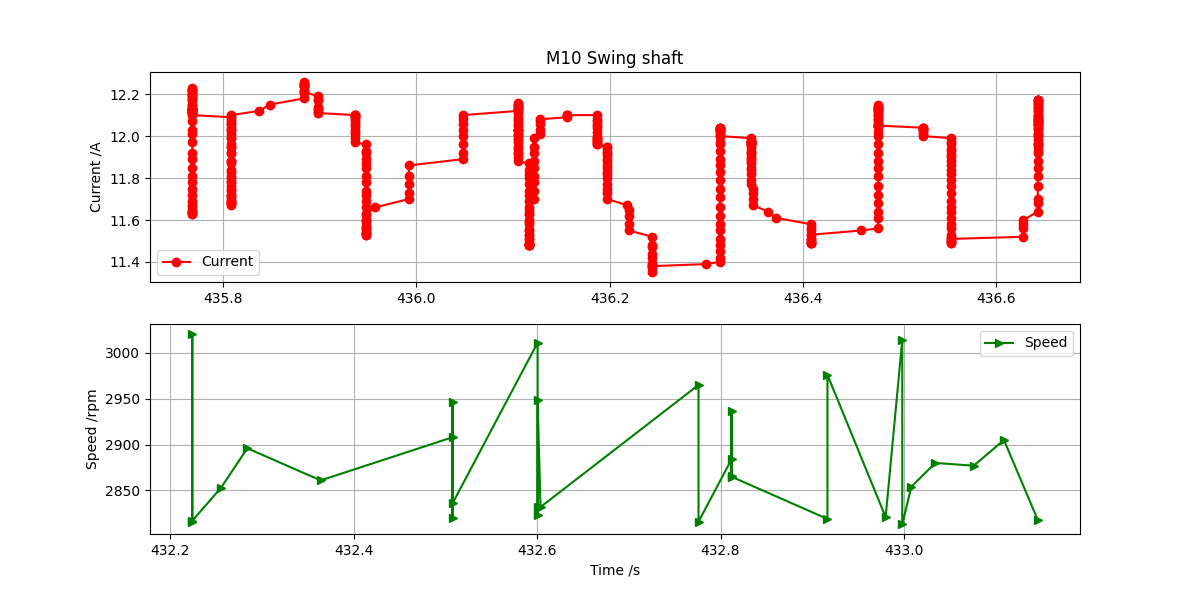 M10 Swing shaft
Current /A
12.2
12.0
11.8
11.6
11.4
Current
435.8 436.0 436.2 436.4 436.6
Speed /rpm
3000
2950
2900
2850
Speed
432.2 432.4 432.6 432.8 433.0
Time /s